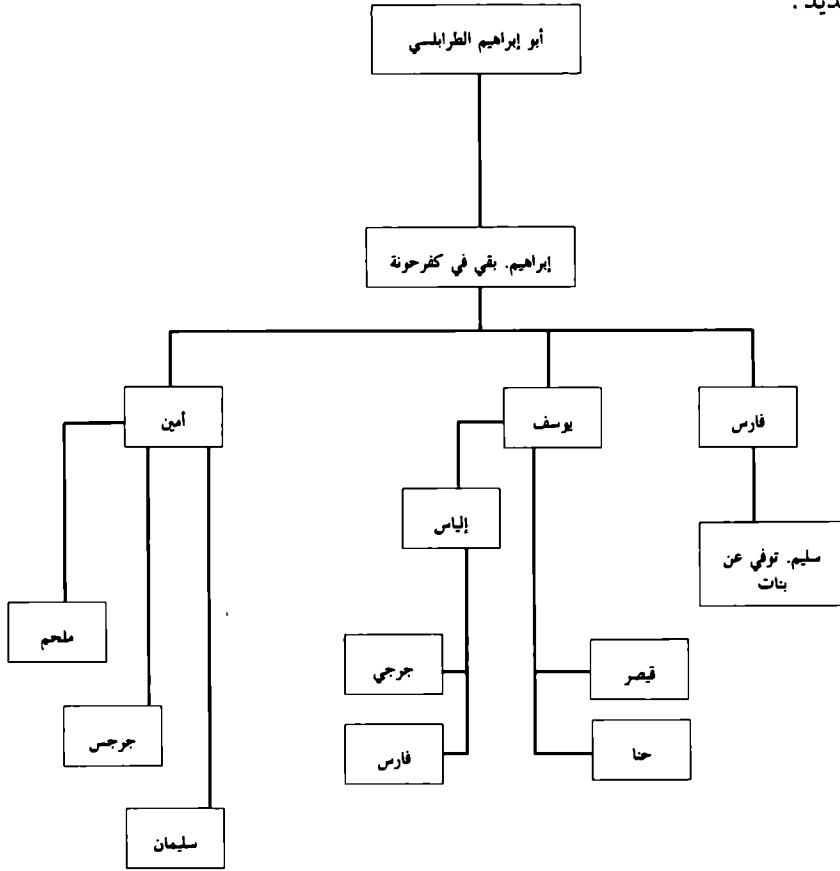 أبو إبراهيم الطرابلسي
إبراهيم. بقي في كفرحونة
فارس
يوسف
أمين
إلياس
سليم. توفي عن
بنات
ملحم
جرجي
قيصر
جرجس
فارس
حنا
سليمان